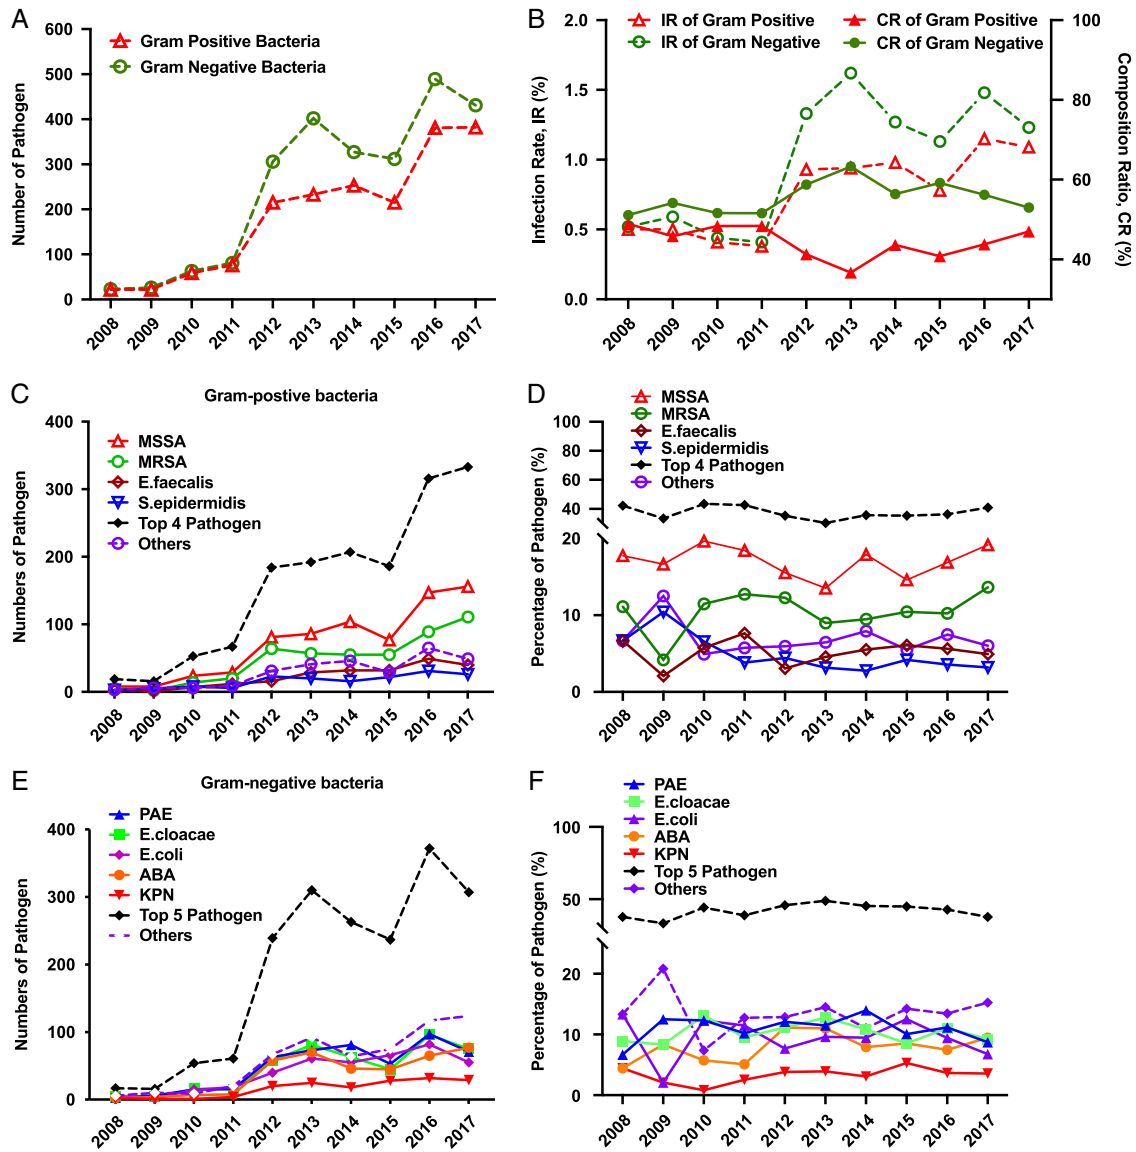 A
600
500
400
300
200
100
0
Number of Pathogen
Gram Positive Bacteria
Gram Negative Bacteria
2008 2009 2010 2011 2012 2013 2014 2015 2016 2017
B
2.0
1.5
1.0
0.5
0.0
Infection Rate, IR (%)
IR of Gram Positive
IR of Gram Negative
CR of Gram Positive
CR of Gram Negative
100
80
60
40
Composition Ratio, CR (%)
2008 2009 2010 2011 2012 2013 2014 2015 2016 2017
C
Gram-postive bacteria
400
300
200
100
0
Numbers of Pathogen
MSSA
MRSA
E.faecalis
S.epidermidis
Top 4 Pathogen
Others
2008 2009 2010 2011 2012 2013 2014 2015 2016 2017
D
MSSA
MRSA
E.faecalis
S.epidermidis
Top 4 Pathogen
Others
100
80
60
40
20
10
0
Percentage of Pathogen (%)
2008 2009 2010 2011 2012 2013 2014 2015 2016 2017
E
Gram-negative bacteria
400
300
200
100
0
Numbers of Pathogen
PAE
E.cloacae
E.coli
ABA
KPN
Top 5 Pathogen
Others
2008 2009 2010 2011 2012 2013 2014 2015 2016 2017
F
PAE
E.cloacae
E.coli
ABA
KPN
Top 5 Pathogen
Others
100
50
20
10
0
Percentage of Pathogen (%)
2008 2009 2010 2011 2012 2013 2014 2015 2016 2017